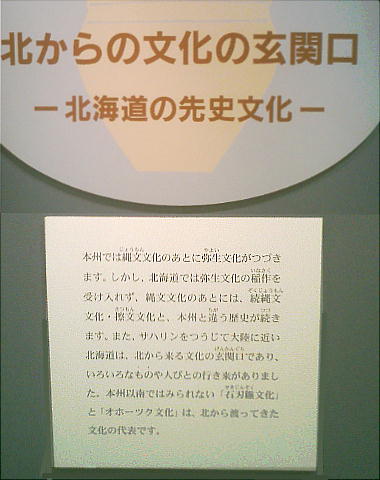 北からの文化の玄関口
ー北海道の先史文化ー
本州では縄文文化のあとに弥生文化がつづき
ます。しかし、北海道では弥生文化の稲作を
受け入れず、縄文文化のあとには、続縄文
文化・擦文文化と、本州と違う歴史が続き
ます。また、サハリンをつうじて大陸に近い
北海道は、北から来る文化の玄関口であり、
いろいろなものや人びとの行き来がありまし
た。本州以南ではみられない「石刃鏃文化」
と「オホーツク文化」は、北から渡ってきた
文化の代表です。